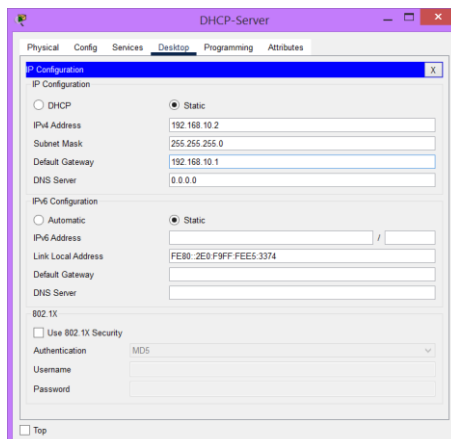 DHCP-Server
Physical Config Services Desktop Programming Attributes
IP Configuration X
IP Configuration
DHCP Static
IPv4 Address 192.168.10.2
Subnet Mask 255.255.255.0
Default Gateway 192.168.10.1
DNS Server 0.0.0.0
IPv6 Configuration
Automatic Static
IPv6 Address /
Link Local Address FE80::2E0:F9FF:FEE5:3374
Default Gateway
DNS Server
802.1X
Use 802.1X Security
Authentication MD5
Username
Password
Top